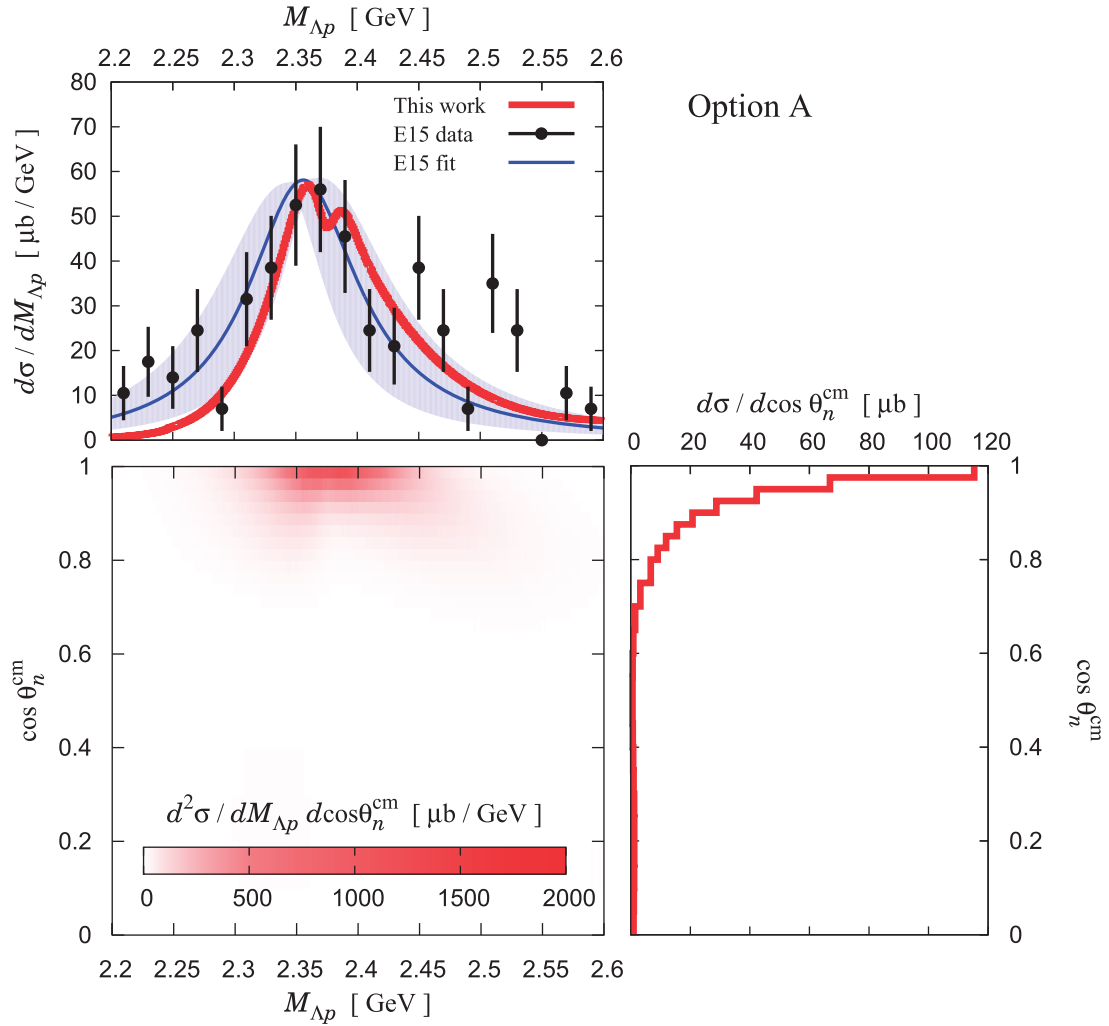 M_Λp [ GeV ]
2.2 2.25 2.3 2.35 2.4 2.45 2.5 2.55 2.6
80
70
60
50
40
30
20
10
0
dσ / dM_Λp [ μb / GeV ]
This work
E15 data
E15 fit
Option A
dσ / dcos θ_n^cm [ μb ]
0 20 40 60 80 100 120
1
0.8
0.6
0.4
0.2
0
cos θ_n^cm
d²σ / dM_Λp dcosθ_n^cm [ μb / GeV ]
0 500 1000 1500 2000
2.2 2.25 2.3 2.35 2.4 2.45 2.5 2.55 2.6
M_Λp [ GeV ]
1
0.8
0.6
0.4
0.2
0
cos θ_n^cm